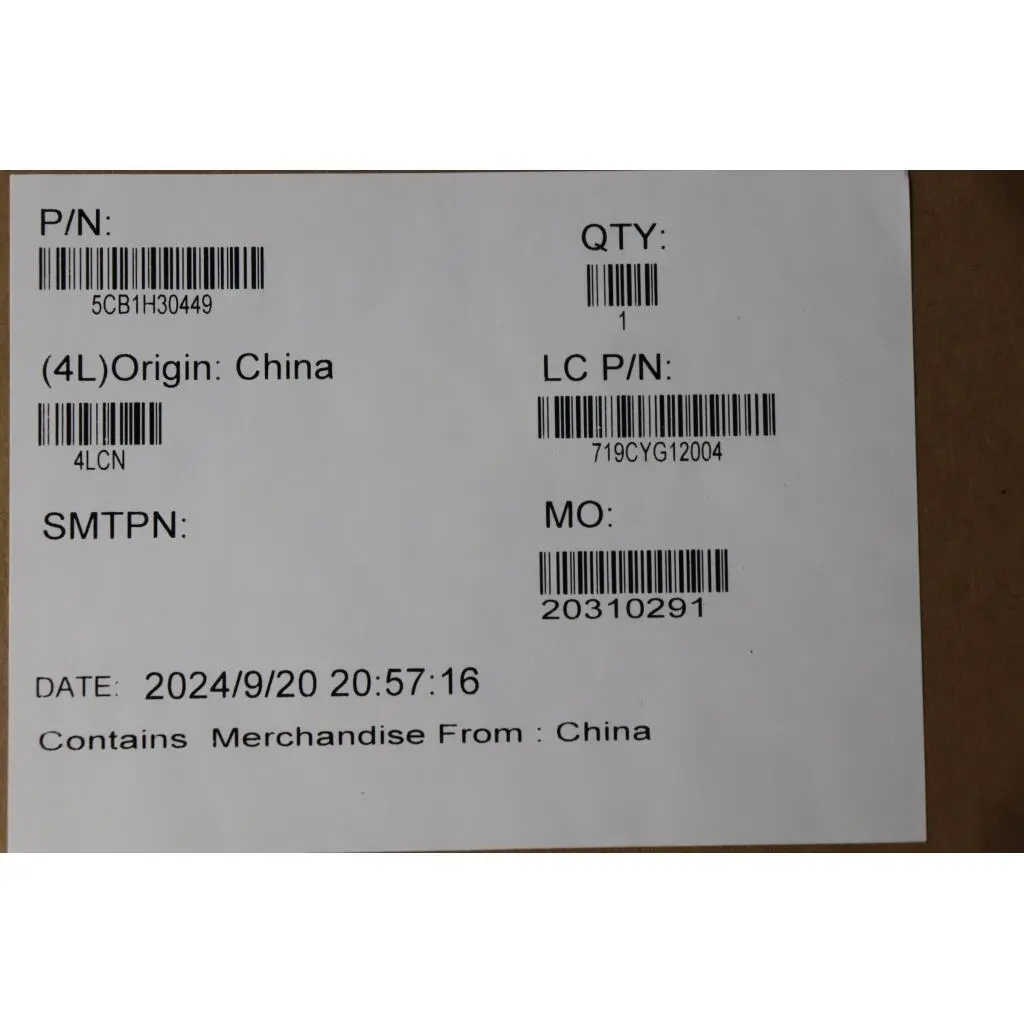 P/N:
5CB1H30449
QTY:
1
(4L)Origin: China
4LCN
LC P/N:
719CYG12004
SMTPN:
MO:
20310291
DATE: 2024/9/20 20:57:16
Contains Merchandise From : China